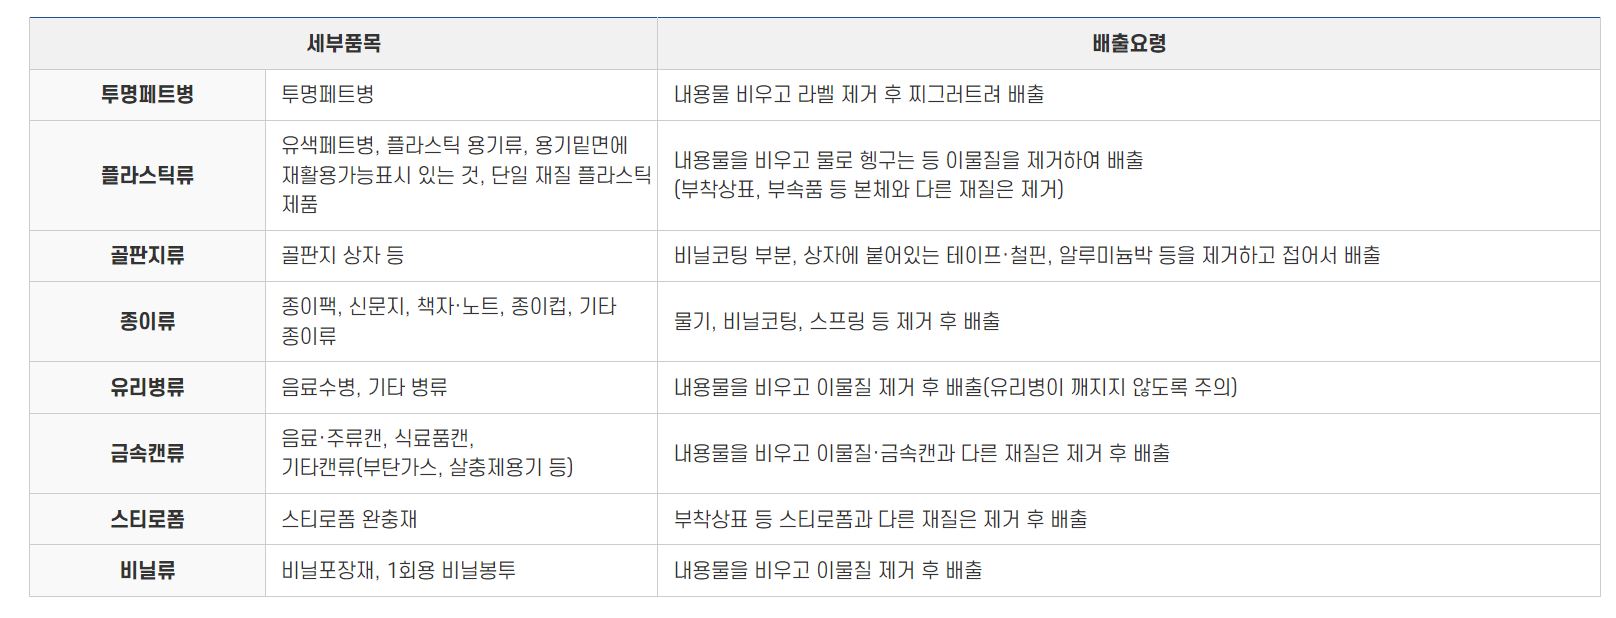 세부품목
배출요령
투명페트병
투명페트병
내용물 비우고 라벨 제거 후 찌그러트려 배출
플라스틱류
유색페트병, 플라스틱 용기류, 용기밑면에
재활용가능표시 있는 것, 단일 재질 플라스틱
제품
내용물을 비우고 물로 헹구는 등 이물질을 제거하여 배출
(부착상표, 부속품 등 본체와 다른 재질은 제거)
골판지류
골판지 상자 등
비닐코팅 부분, 상자에 붙어있는 테이프·철핀, 알루미늄박 등을 제거하고 접어서 배출
종이류
종이팩, 신문지, 책자·노트, 종이컵, 기타
종이류
물기, 비닐코팅, 스프링 등 제거 후 배출
유리병류
음료수병, 기타 병류
내용물을 비우고 이물질 제거 후 배출(유리병이 깨지지 않도록 주의)
금속캔류
음료·주류캔, 식료품캔,
기타캔류(부탄가스, 살충제용기 등)
내용물을 비우고 이물질·금속캔과 다른 재질은 제거 후 배출
스티로폼
스티로폼 완충재
부착상표 등 스티로폼과 다른 재질은 제거 후 배출
비닐류
비닐포장재, 1회용 비닐봉투
내용물을 비우고 이물질 제거 후 배출